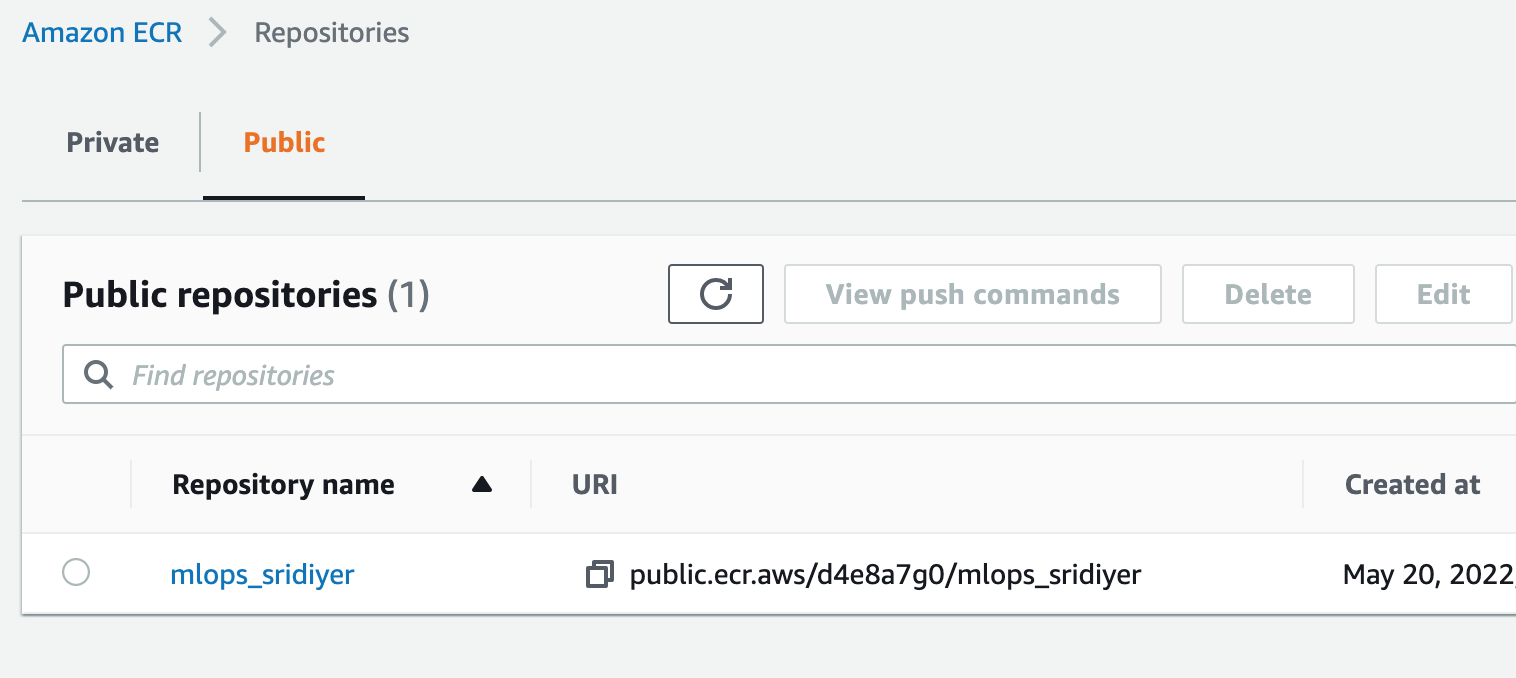 Amazon ECR > Repositories
Private Public
Public repositories (1) View push commands Delete Edit
Find repositories
Repository name ▲ URI Created at
mlops_sridiyer public.ecr.aws/d4e8a7g0/mlops_sridiyer May 20, 2022,